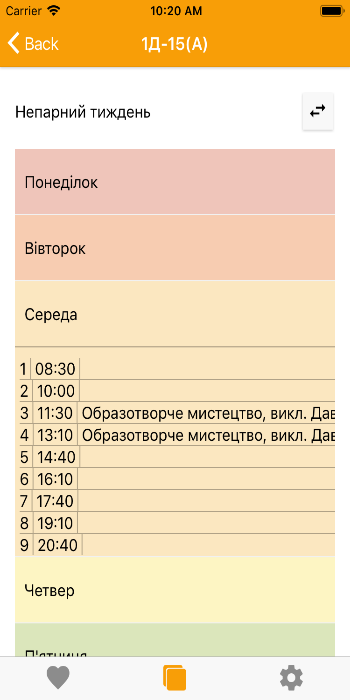 Carrier 10:20 AM
Back 1Д-15(А)
Непарний тиждень
Понеділок
Вівторок
Середа
1 08:30
2 10:00
3 11:30 Образотворче мистецтво, викл. Дав
4 13:10 Образотворче мистецтво, викл. Дав
5 14:40
6 16:10
7 17:40
8 19:10
9 20:40
Четвер
П'ятниця